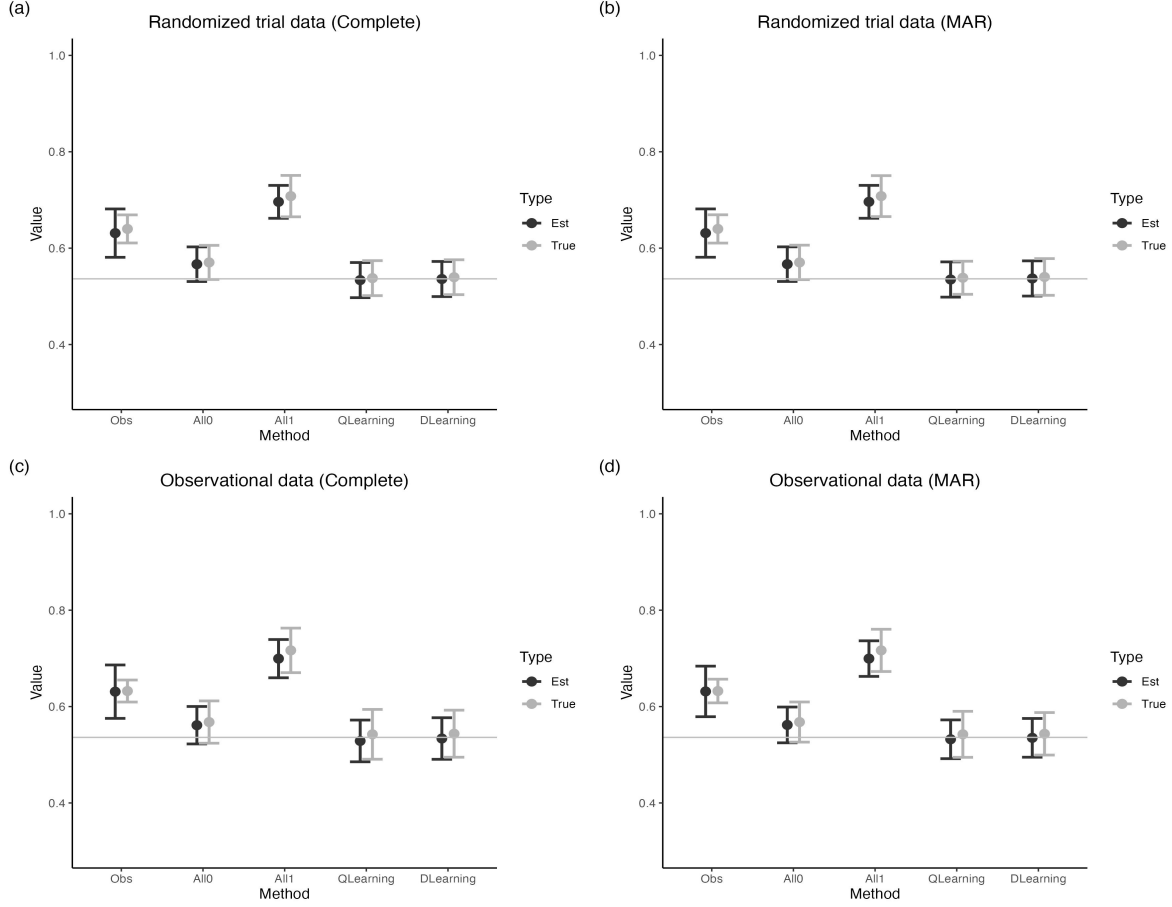 (a)
Randomized trial data (Complete)
1.0
0.8
0.6
0.4
Value
Obs
All0
All1
QLearning
DLearning
Method
Type
Est
True
(b)
Randomized trial data (MAR)
1.0
0.8
0.6
0.4
Value
Obs
All0
All1
QLearning
DLearning
Method
Type
Est
True
(c)
Observational data (Complete)
1.0
0.8
0.6
0.4
Value
Obs
All0
All1
QLearning
DLearning
Method
Type
Est
True
(d)
Observational data (MAR)
1.0
0.8
0.6
0.4
Value
Obs
All0
All1
QLearning
DLearning
Method
Type
Est
True